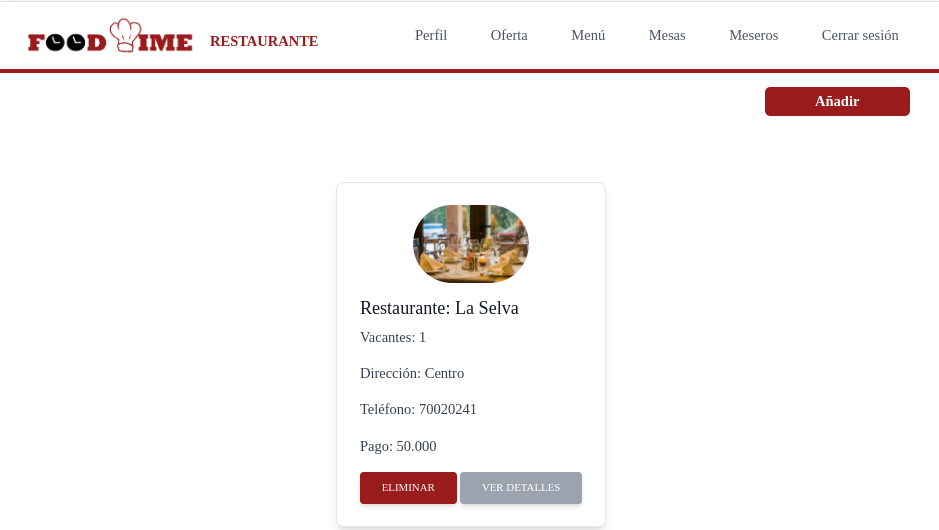 FOOD TIME
RESTAURANTE
Perfil
Oferta
Menú
Mesas
Meseros
Cerrar sesión
Añadir
Restaurante: La Selva
Vacantes: 1
Dirección: Centro
Teléfono: 70020241
Pago: 50.000
ELIMINAR
VER DETALLES